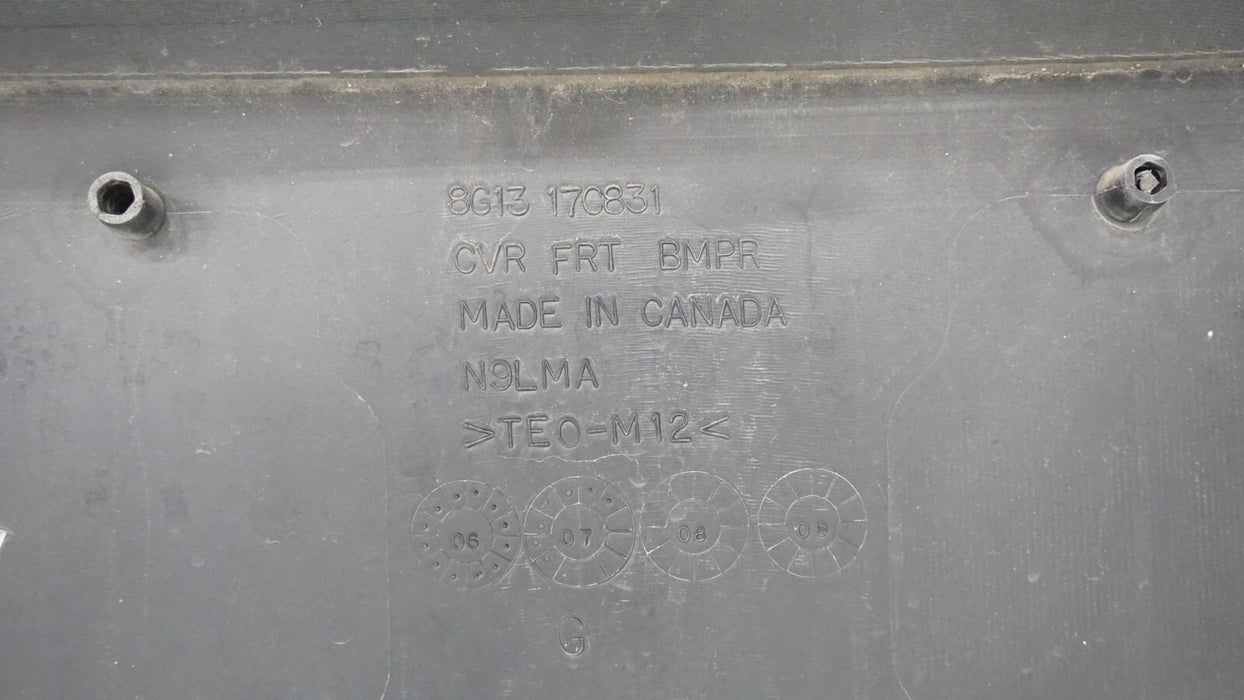 8G13 17C831
CVR FRT BMPR
MADE IN CANADA
N9LMA
>TEO-M12<
06 07 08 09
G